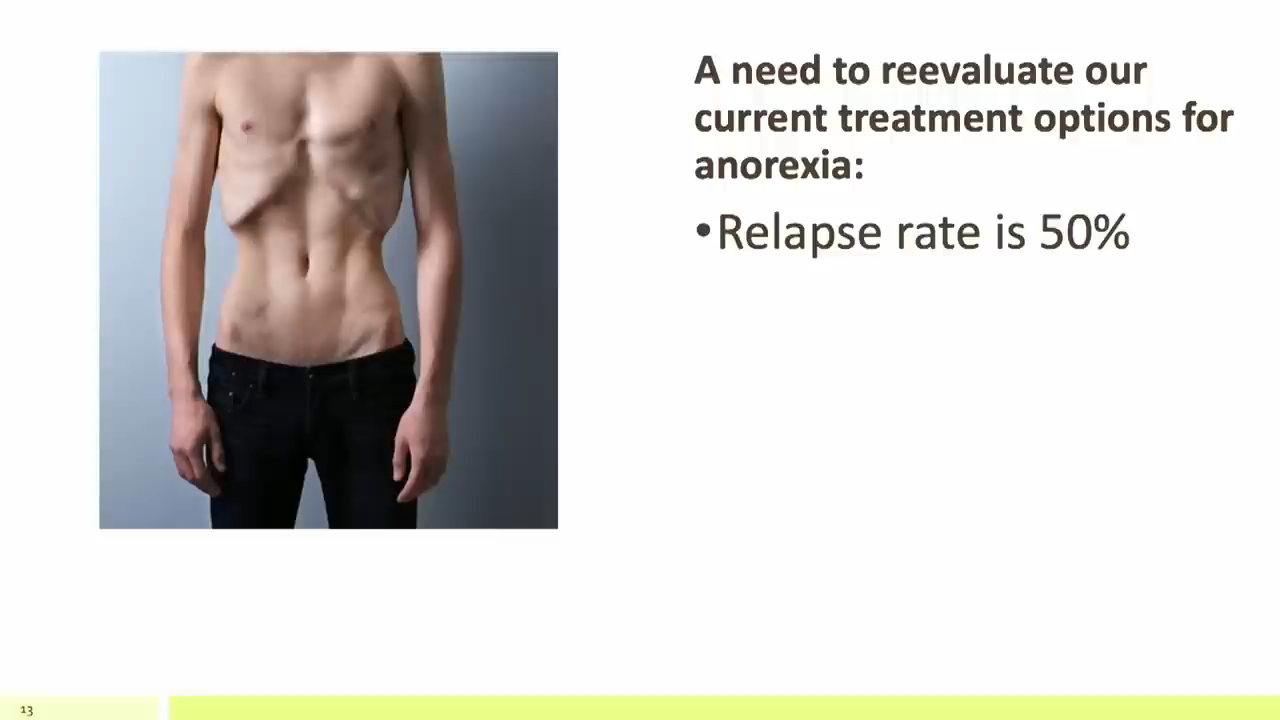 A need to reevaluate our
current treatment options for
anorexia:
•Relapse rate is 50%
13